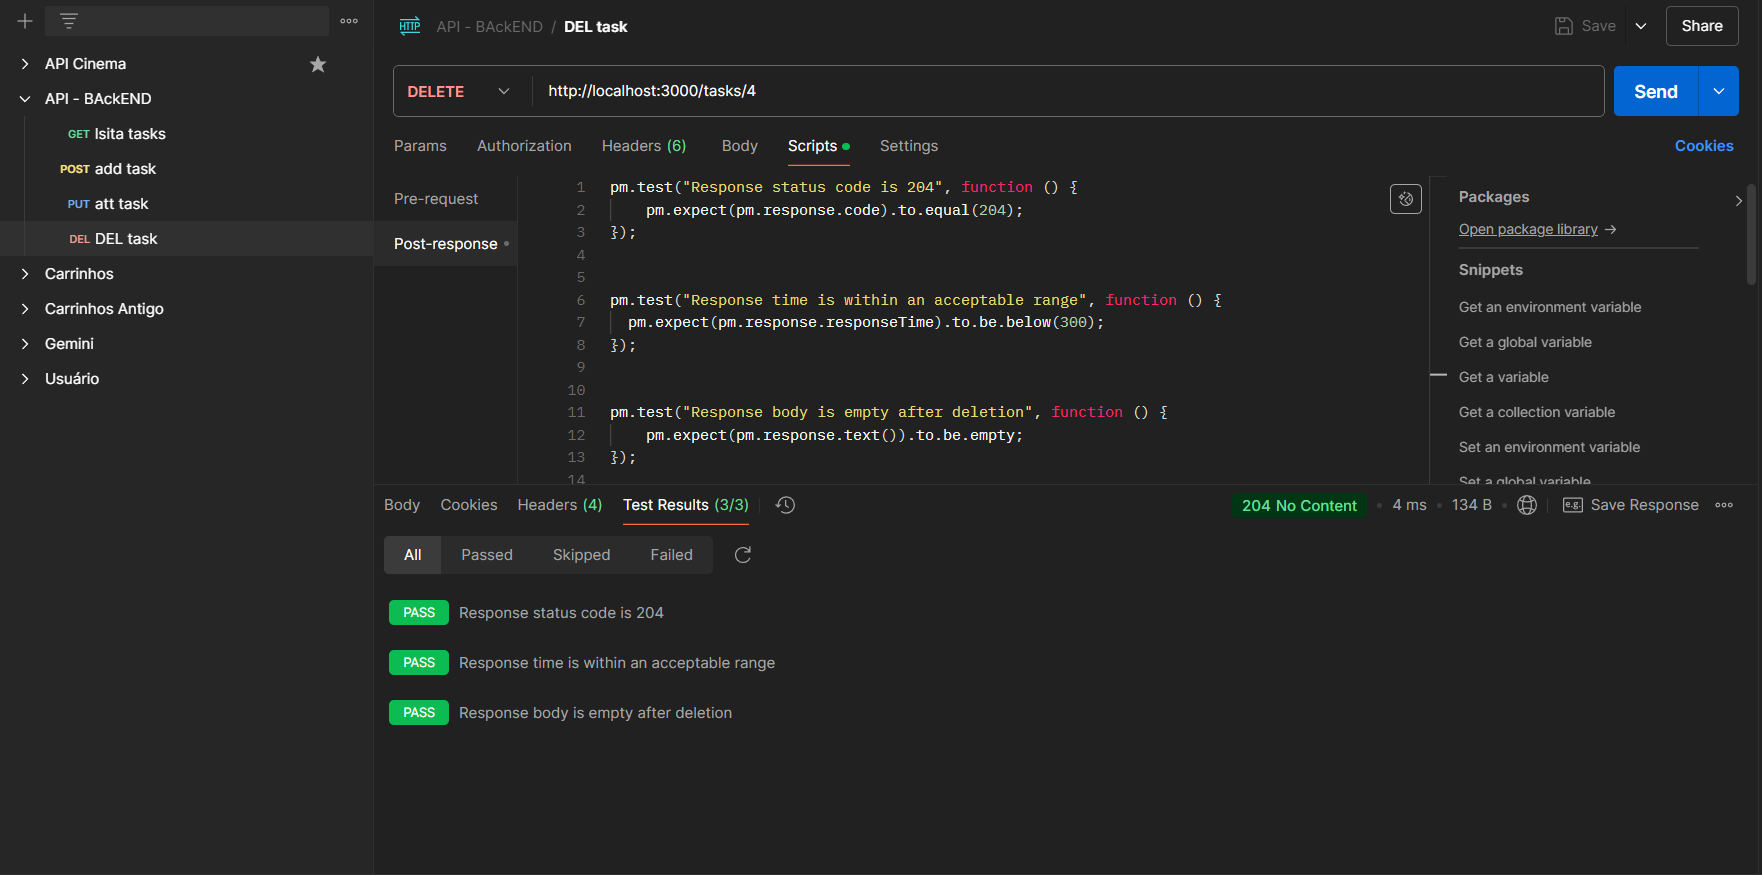 API Cinema
API - BAckEND
GET lsita tasks
POST add task
PUT att task
DEL DEL task
Carrinhos
Carrinhos Antigo
Gemini
Usuário
HTTP API - BAckEND / DEL task
Save
Share
DELETE
http://localhost:3000/tasks/4
Send
Params
Authorization
Headers (6)
Body
Scripts
Settings
Cookies
Pre-request
Post-response
1 pm.test("Response status code is 204", function () {
2 pm.expect(pm.response.code).to.equal(204);
3 });
4
5
6 pm.test("Response time is within an acceptable range", function () {
7 pm.expect(pm.response.responseTime).to.be.below(300);
8 });
9
10
11 pm.test("Response body is empty after deletion", function () {
12 pm.expect(pm.response.text()).to.be.empty;
13 });
14
Packages
Open package library →
Snippets
Get an environment variable
Get a global variable
Get a variable
Get a collection variable
Set an environment variable
Set a global variable
Body
Cookies
Headers (4)
Test Results (3/3)
204 No Content
4 ms
134 B
e.g. Save Response
All
Passed
Skipped
Failed
PASS Response status code is 204
PASS Response time is within an acceptable range
PASS Response body is empty after deletion